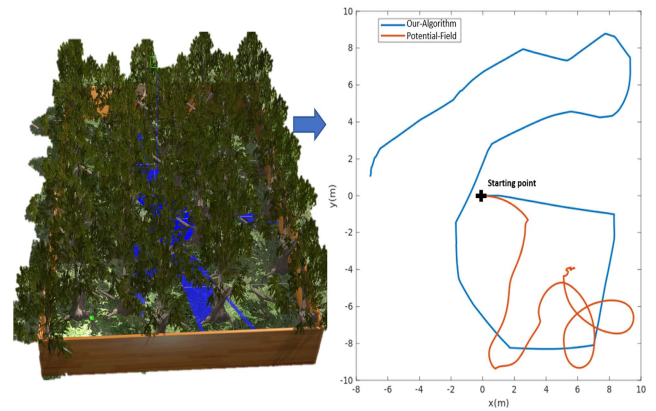 10
8
6
4
2
0
-2
-4
-6
-8
-10
y(m)
Our-Algorithm
Potential-Field
Starting point
-8 -6 -4 -2 0 2 4 6 8 10
x(m)